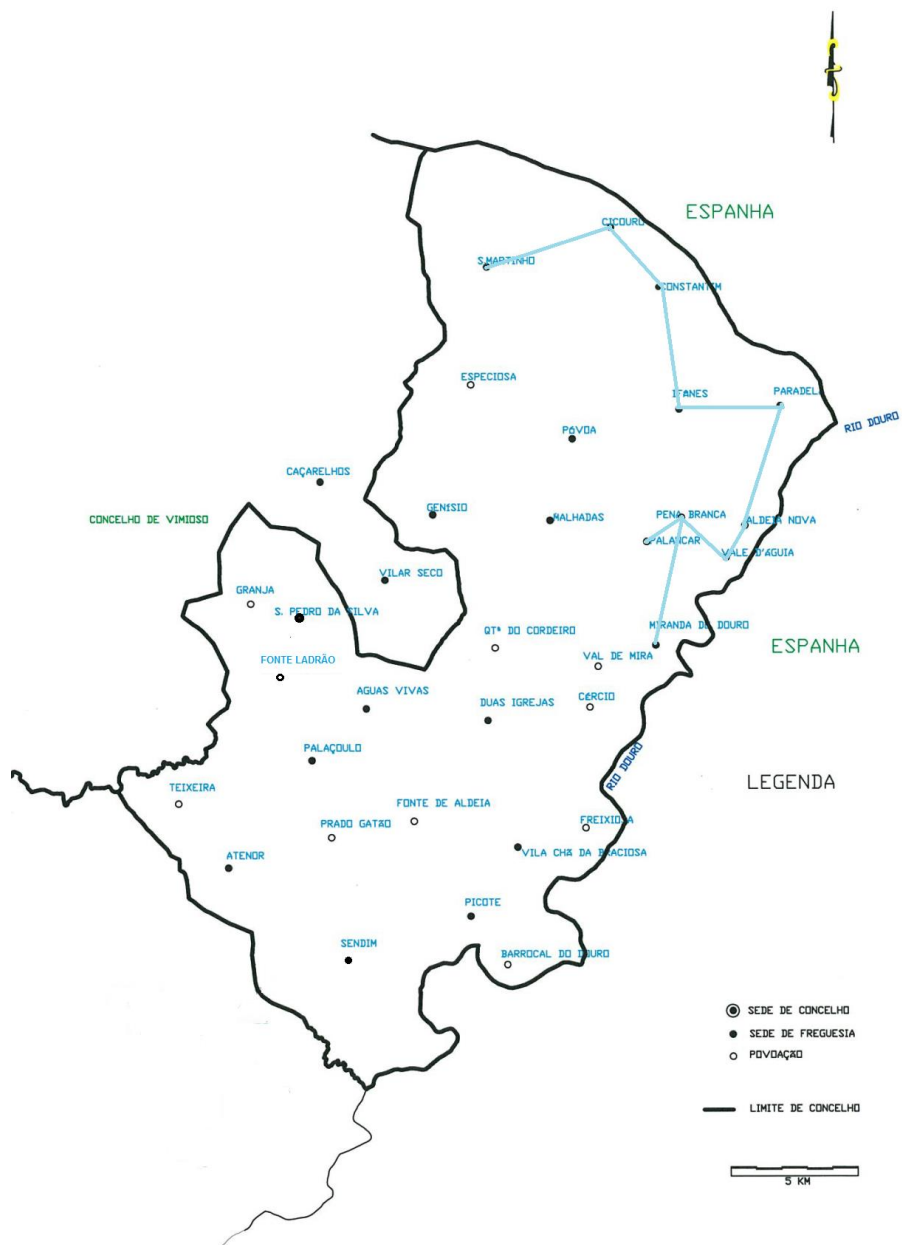 ESPANHA
CICOURO
S.MARTINHO
CONSTANTIM
ESPECIOSA
IFANES
PARADELA
RIO DOURO
PÓVOA
CAÇARELHOS
CONCELHO DE VIMIOSO
GENÍSIO
MALHADAS
PENA BRANCA
ALDEIA NOVA
PALANCAR
VALE D'ÁGUIA
VILAR SECO
GRANJA
S. PEDRO DA SILVA
QTª DO CORDEIRO
MIRANDA DO DOURO
ESPANHA
VAL DE MIRA
FONTE LADRÃO
AGUAS VIVAS
DUAS IGREJAS
CÉRCIO
PALAÇOULO
RIO DOURO
LEGENDA
TEIXEIRA
FONTE DE ALDEIA
PRADO GATÃO
FREIXIOSA
ATENOR
VILA CHÃ DA BRACIOSA
PICOTE
SENDIM
BARROCAL DO DOURO
SEDE DE CONCELHO
SEDE DE FREGUESIA
POVOAÇÃO
LIMITE DE CONCELHO
5 KM